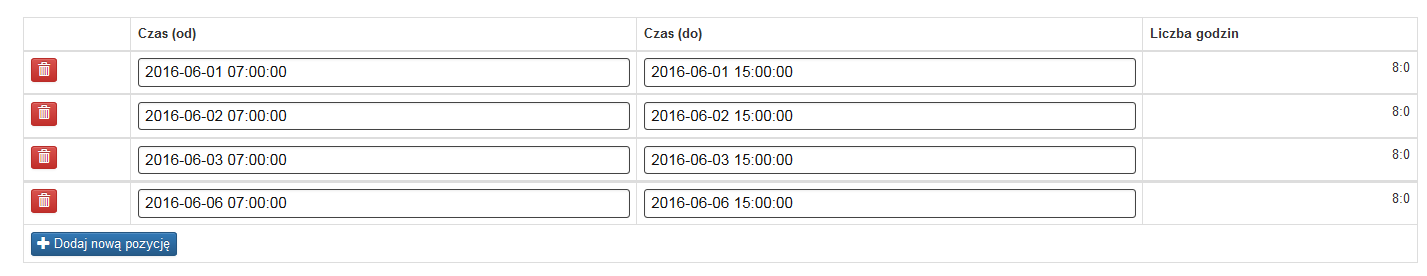 Czas (od) Czas (do) Liczba godzin
2016-06-01 07:00:00 2016-06-01 15:00:00 8:0
2016-06-02 07:00:00 2016-06-02 15:00:00 8:0
2016-06-03 07:00:00 2016-06-03 15:00:00 8:0
2016-06-06 07:00:00 2016-06-06 15:00:00 8:0
Dodaj nową pozycję